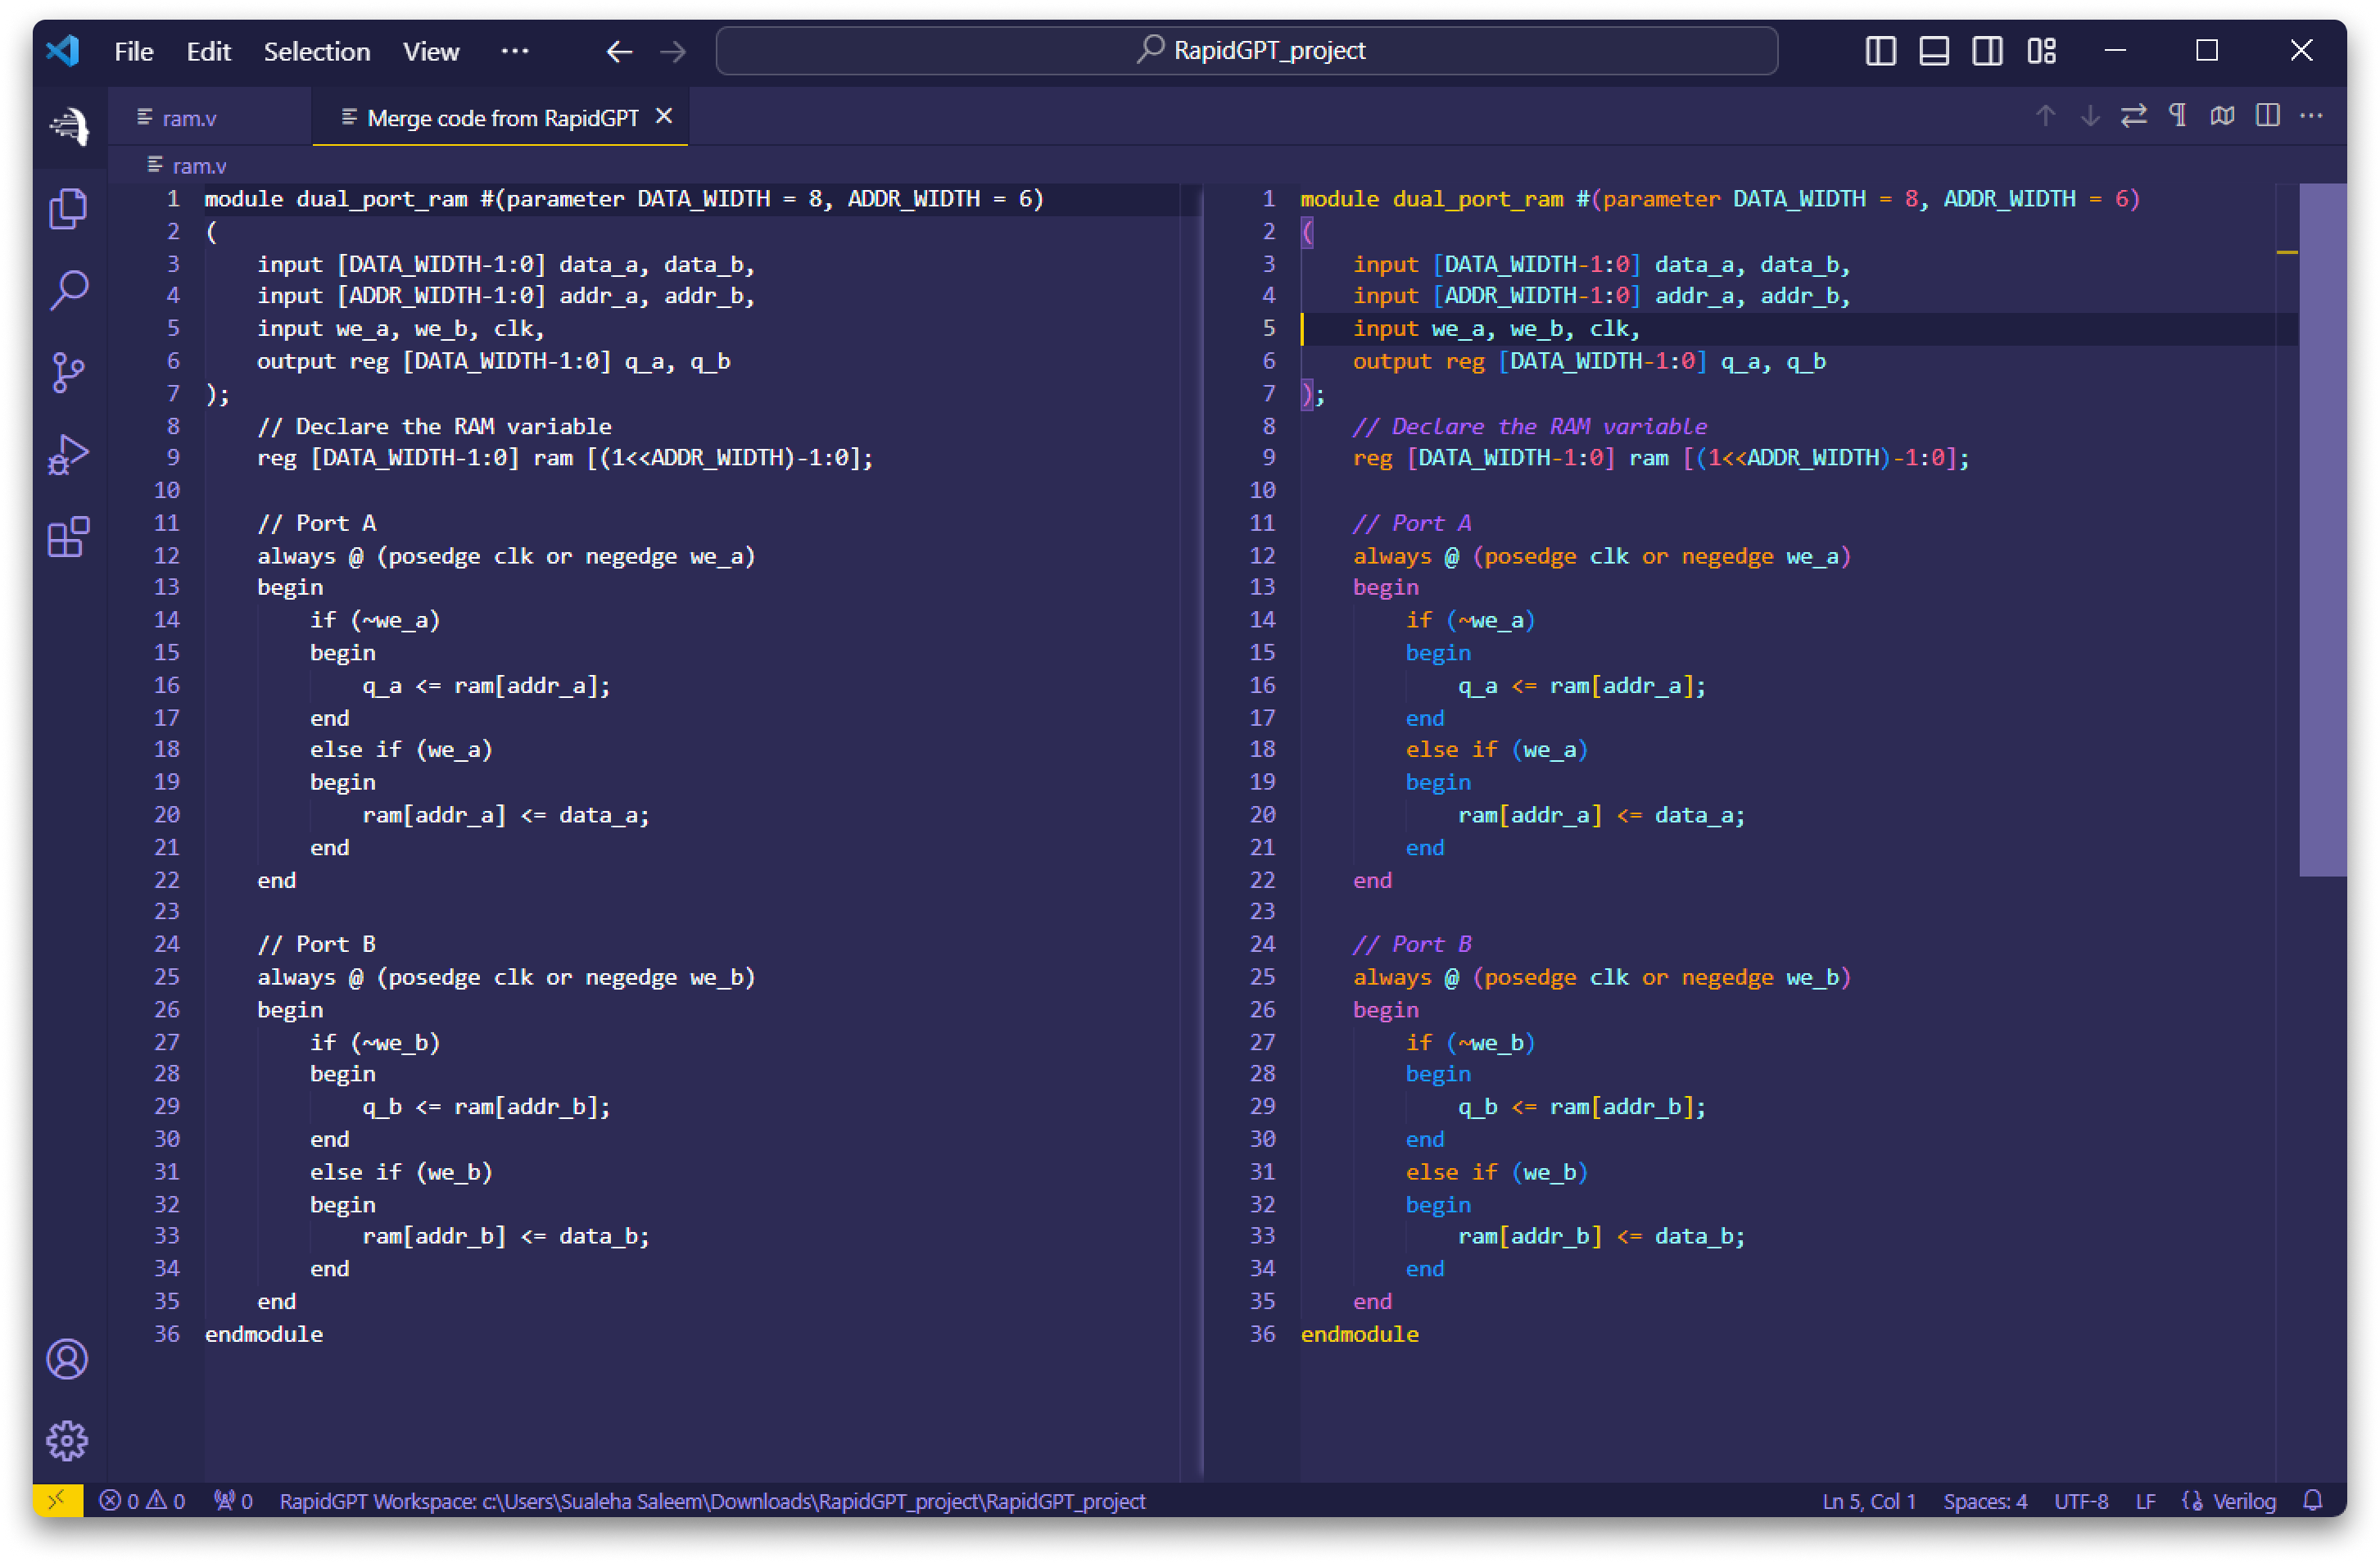 File Edit Selection View ··· RapidGPT_project
ram.v Merge code from RapidGPT
ram.v
1 module dual_port_ram #(parameter DATA_WIDTH = 8, ADDR_WIDTH = 6)
2 (
3     input [DATA_WIDTH-1:0] data_a, data_b,
4     input [ADDR_WIDTH-1:0] addr_a, addr_b,
5     input we_a, we_b, clk,
6     output reg [DATA_WIDTH-1:0] q_a, q_b
7 );
8     // Declare the RAM variable
9     reg [DATA_WIDTH-1:0] ram [(1<<ADDR_WIDTH)-1:0];
10
11     // Port A
12     always @ (posedge clk or negedge we_a)
13     begin
14         if (~we_a)
15         begin
16             q_a <= ram[addr_a];
17         end
18         else if (we_a)
19         begin
20             ram[addr_a] <= data_a;
21         end
22     end
23
24     // Port B
25     always @ (posedge clk or negedge we_b)
26     begin
27         if (~we_b)
28         begin
29             q_b <= ram[addr_b];
30         end
31         else if (we_b)
32         begin
33             ram[addr_b] <= data_b;
34         end
35     end
36 endmodule
1 module dual_port_ram #(parameter DATA_WIDTH = 8, ADDR_WIDTH = 6)
2 (
3     input [DATA_WIDTH-1:0] data_a, data_b,
4     input [ADDR_WIDTH-1:0] addr_a, addr_b,
5     input we_a, we_b, clk,
6     output reg [DATA_WIDTH-1:0] q_a, q_b
7 );
8     // Declare the RAM variable
9     reg [DATA_WIDTH-1:0] ram [(1<<ADDR_WIDTH)-1:0];
10
11     // Port A
12     always @ (posedge clk or negedge we_a)
13     begin
14         if (~we_a)
15         begin
16             q_a <= ram[addr_a];
17         end
18         else if (we_a)
19         begin
20             ram[addr_a] <= data_a;
21         end
22     end
23
24     // Port B
25     always @ (posedge clk or negedge we_b)
26     begin
27         if (~we_b)
28         begin
29             q_b <= ram[addr_b];
30         end
31         else if (we_b)
32         begin
33             ram[addr_b] <= data_b;
34         end
35     end
36 endmodule
0 0 0 RapidGPT Workspace: c:\Users\Sualeha Saleem\Downloads\RapidGPT_project\RapidGPT_project Ln 5, Col 1 Spaces: 4 UTF-8 LF Verilog